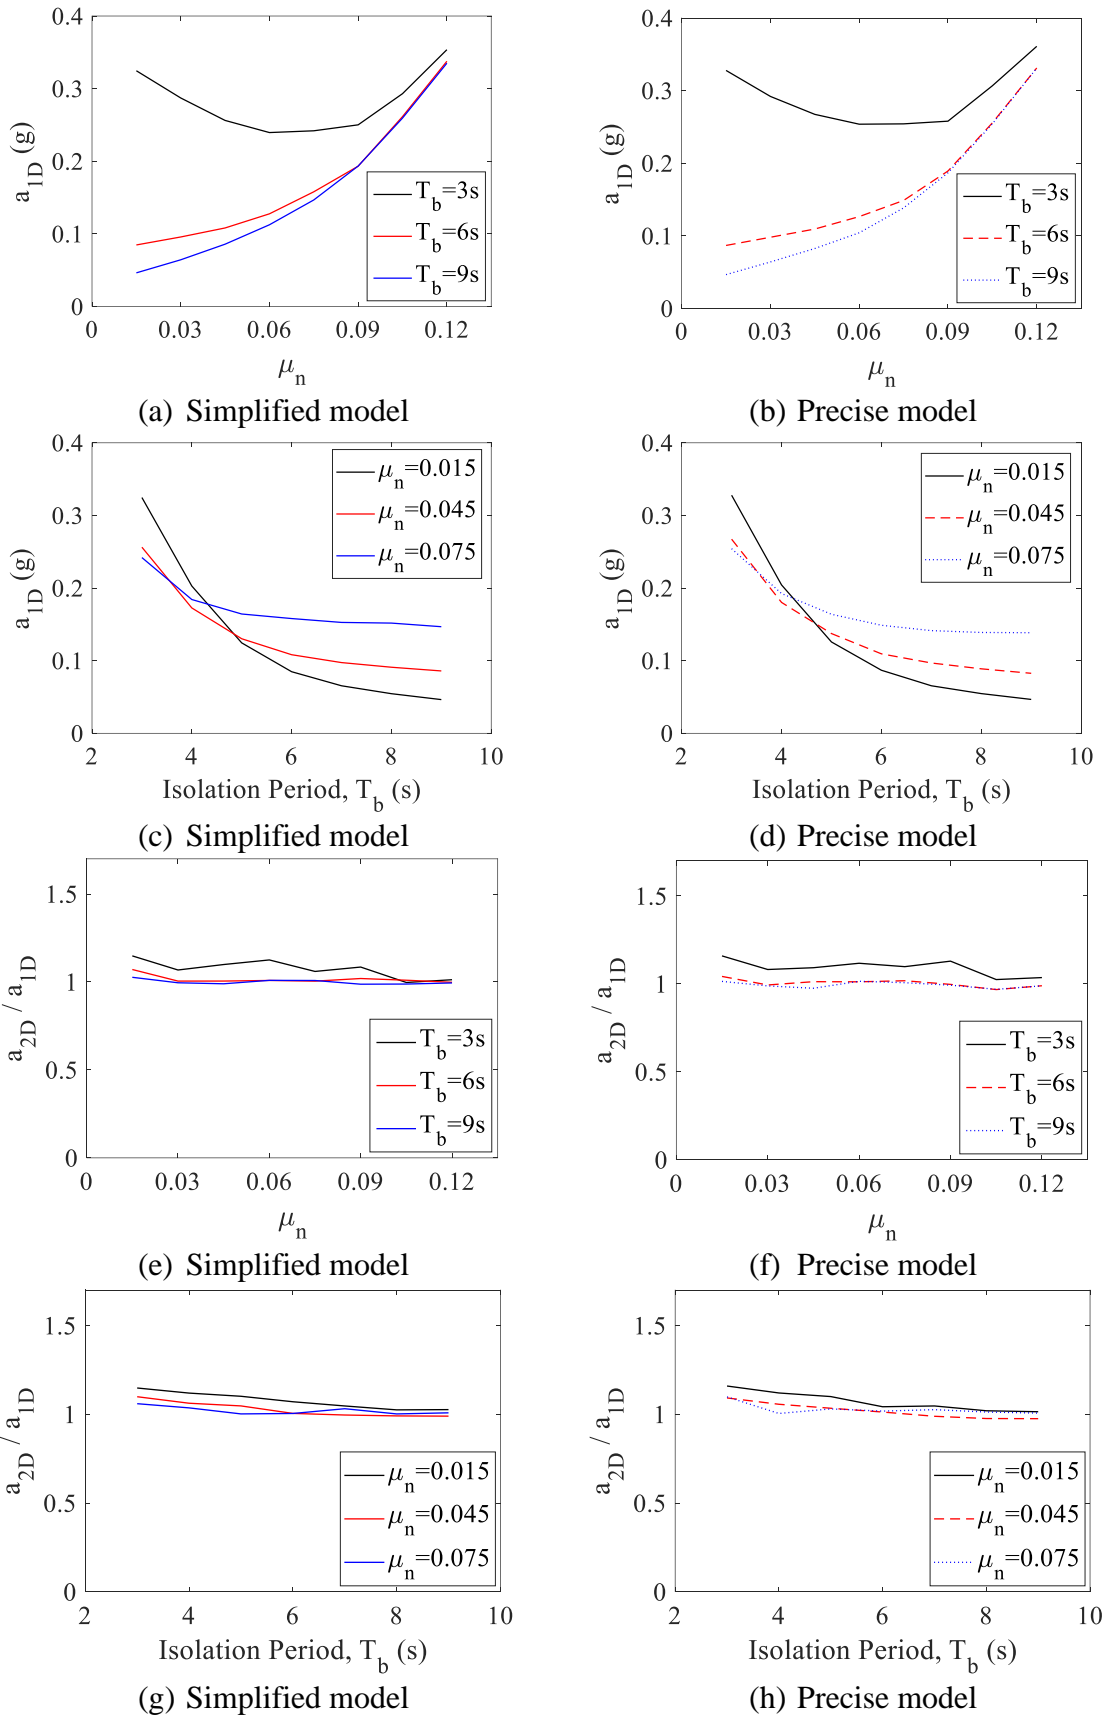 0.4
0.3
0.2
0.1
0
a1D (g)
Tb=3s
Tb=6s
Tb=9s
0 0.03 0.06 0.09 0.12
μn
(a) Simplified model
0.4
0.3
0.2
0.1
0
a1D (g)
Tb=3s
Tb=6s
Tb=9s
0 0.03 0.06 0.09 0.12
μn
(b) Precise model
0.4
0.3
0.2
0.1
0
a1D (g)
μn=0.015
μn=0.045
μn=0.075
2 4 6 8 10
Isolation Period, Tb (s)
(c) Simplified model
0.4
0.3
0.2
0.1
0
a1D (g)
μn=0.015
μn=0.045
μn=0.075
2 4 6 8 10
Isolation Period, Tb (s)
(d) Precise model
1.5
1
0.5
0
a2D / a1D
Tb=3s
Tb=6s
Tb=9s
0 0.03 0.06 0.09 0.12
μn
(e) Simplified model
1.5
1
0.5
0
a2D / a1D
Tb=3s
Tb=6s
Tb=9s
0 0.03 0.06 0.09 0.12
μn
(f) Precise model
1.5
1
0.5
0
a2D / a1D
μn=0.015
μn=0.045
μn=0.075
2 4 6 8 10
Isolation Period, Tb (s)
(g) Simplified model
1.5
1
0.5
0
a2D / a1D
μn=0.015
μn=0.045
μn=0.075
2 4 6 8 10
Isolation Period, Tb (s)
(h) Precise model